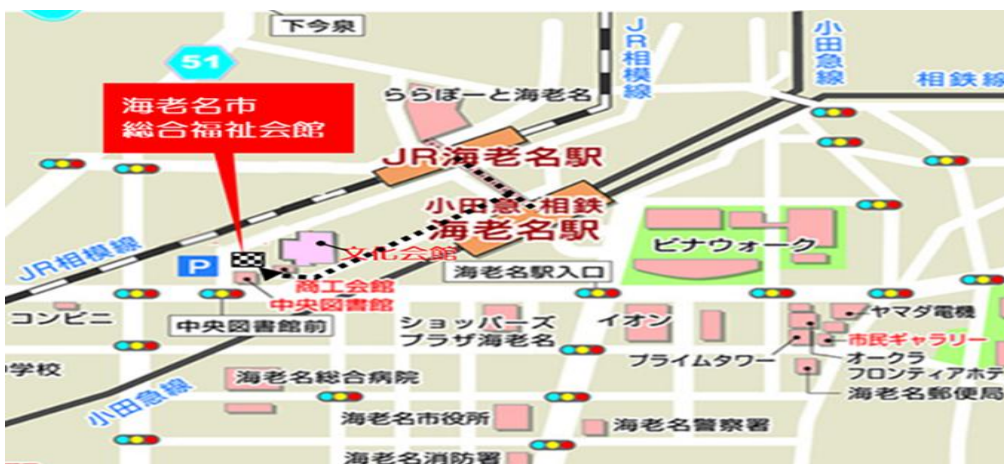 下今泉
51
海老名市
総合福祉会館
ららぽーと海老名
JR相模線
小田急線
相鉄線
JR海老名駅
小田急 相鉄
海老名駅
JR相模線
P
文化会館
商工会館
中央図書館
海老名駅入口
ビナウォーク
コンビニ
中央図書館前
ショッパーズ
プラザ海老名
イオン
プライムタワー
ヤマダ電機
市民ギャラリー
オークラ
フロンティアホテ
海老名郵便局
学校
小田急線
海老名総合病院
海老名市役所
海老名警察署
海老名消防署